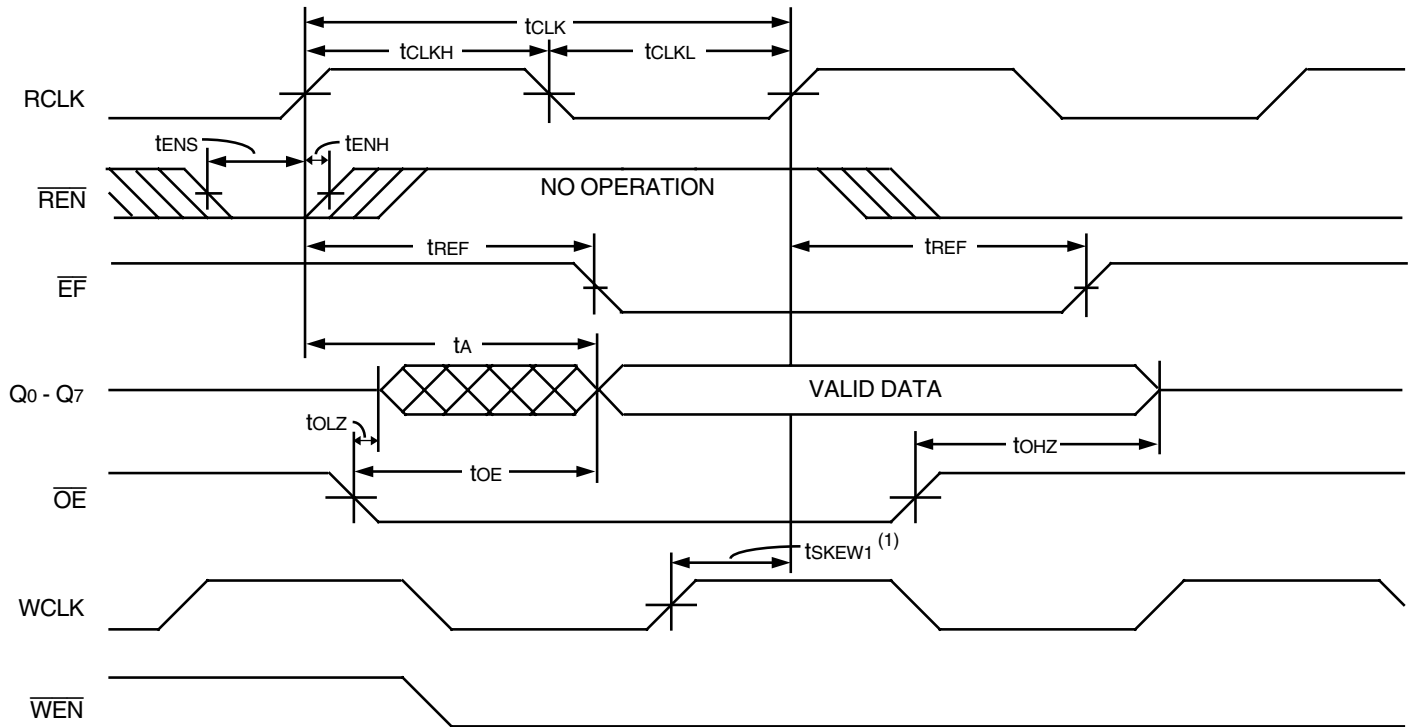 tCLK
tCLKH
tCLKL
RCLK
tENS
tENH
REN
NO OPERATION
tREF
tREF
EF
tA
Q0 - Q7
VALID DATA
tOLZ
tOE
tOHZ
OE
tSKEW1 (1)
WCLK
WEN